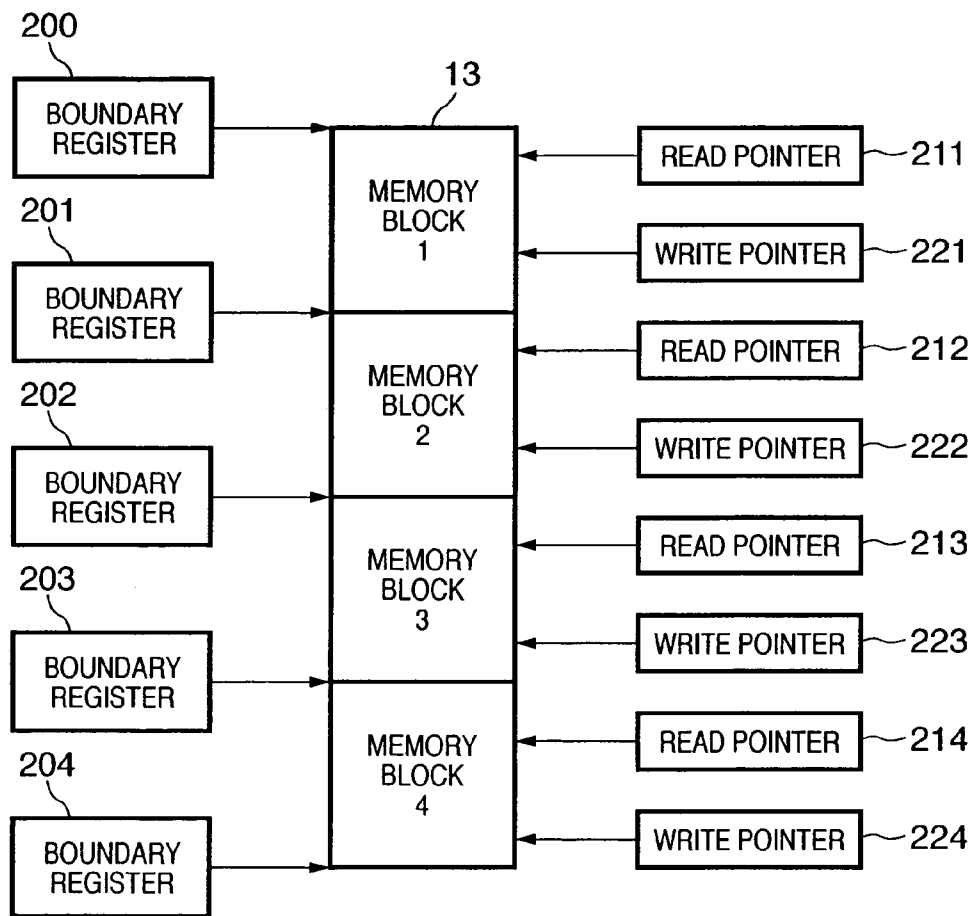 200
BOUNDARY
REGISTER
201
BOUNDARY
REGISTER
202
BOUNDARY
REGISTER
203
BOUNDARY
REGISTER
204
BOUNDARY
REGISTER
13
MEMORY
BLOCK
1
MEMORY
BLOCK
2
MEMORY
BLOCK
3
MEMORY
BLOCK
4
READ POINTER 211
WRITE POINTER 221
READ POINTER 212
WRITE POINTER 222
READ POINTER 213
WRITE POINTER 223
READ POINTER 214
WRITE POINTER 224